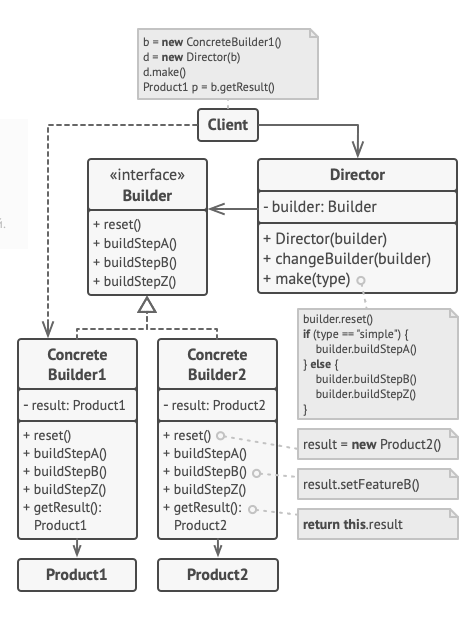 b = new ConcreteBuilder1()
d = new Director(b)
d.make()
Product1 p = b.getResult()
Client
«interface»
Builder
+ reset()
+ buildStepA()
+ buildStepB()
+ buildStepZ()
Director
- builder: Builder
+ Director(builder)
+ changeBuilder(builder)
+ make(type)
builder.reset()
if (type == "simple") {
builder.buildStepA()
} else {
builder.buildStepB()
builder.buildStepZ()
}
Concrete
Builder1
- result: Product1
+ reset()
+ buildStepA()
+ buildStepB()
+ buildStepZ()
+ getResult():
Product1
Concrete
Builder2
- result: Product2
+ reset()
+ buildStepA()
+ buildStepB()
+ buildStepZ()
+ getResult():
Product2
result = new Product2()
result.setFeatureB()
return this.result
Product1
Product2